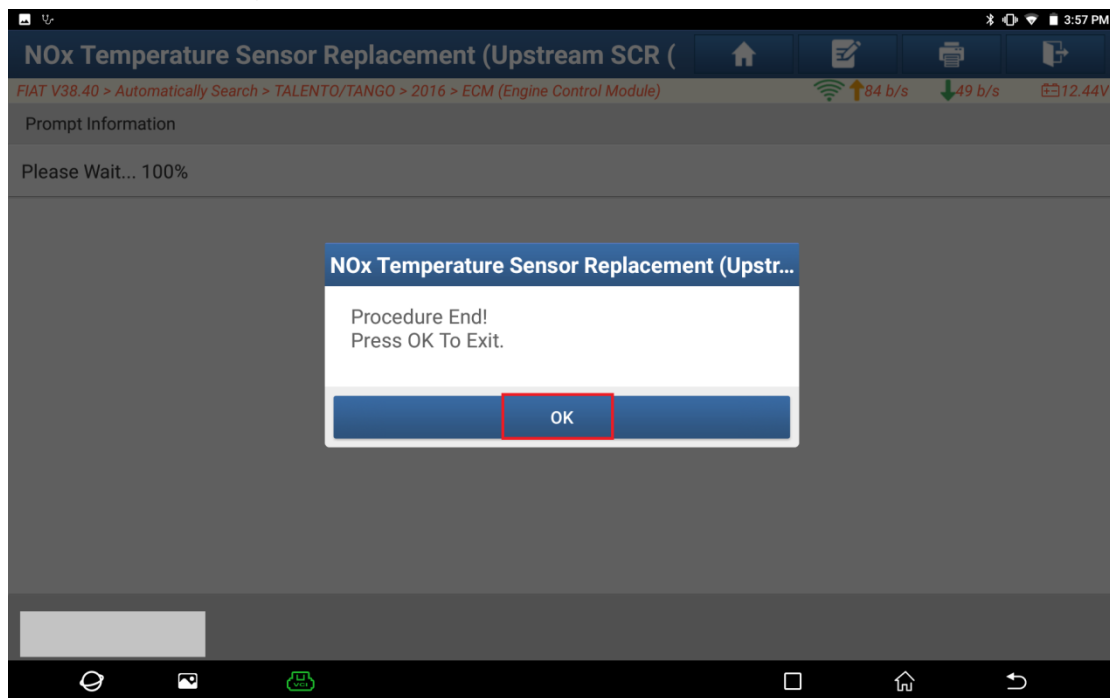 3:57 PM
NOx Temperature Sensor Replacement (Upstream SCR (
FIAT V38.40 > Automatically Search > TALENTO/TANGO > 2016 > ECM (Engine Control Module)
84 b/s
49 b/s
12.44V
Prompt Information
Please Wait... 100%
NOx Temperature Sensor Replacement (Upstr...
Procedure End!
Press OK To Exit.
OK
VCI